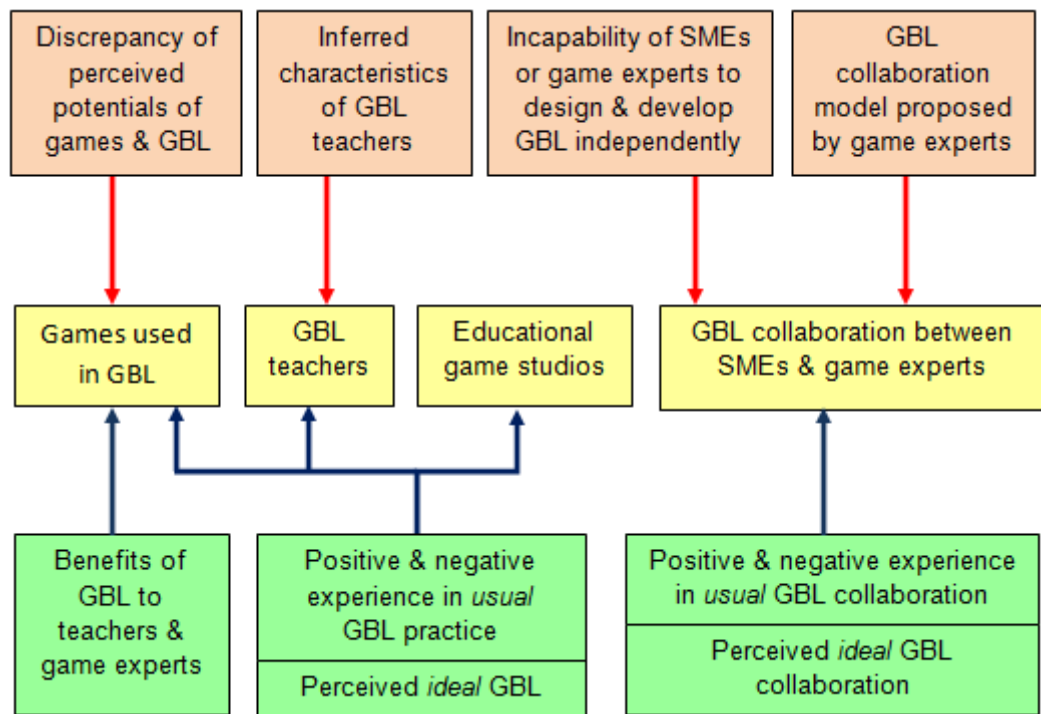 Discrepancy of
perceived
potentials of
games & GBL
Inferred
characteristics
of GBL
teachers
Incapability of SMEs
or game experts to
design & develop
GBL independently
GBL
collaboration
model proposed
by game experts
Games used
in GBL
GBL
teachers
Educational
game studios
GBL collaboration between
SMEs & game experts
Benefits of
GBL to
teachers &
game experts
Positive & negative
experience in usual
GBL practice
Perceived ideal GBL
Positive & negative experience
in usual GBL collaboration
Perceived ideal GBL
collaboration